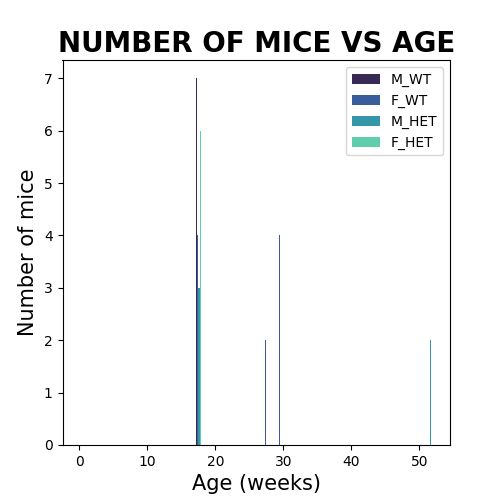 NUMBER OF MICE VS AGE
M_WT
F_WT
M_HET
F_HET
7
6
5
4
3
2
1
0
Number of mice
0 10 20 30 40 50
Age (weeks)